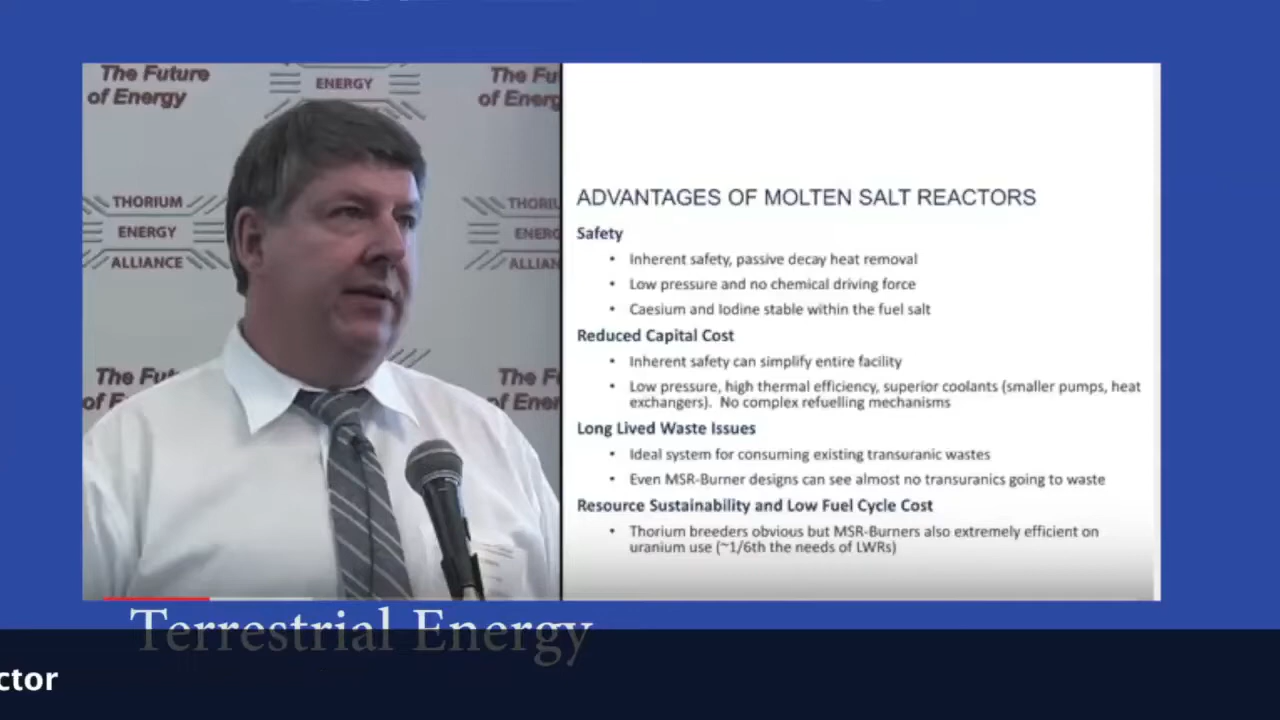 The Future
of Energy
ENERGY
The Fu
of Energ
THORIUM
ENERGY
ALLIANCE
THORIU
ENERG
ALLIAN
The Fut
of F
The F
of Ener
ADVANTAGES OF MOLTEN SALT REACTORS
Safety
• Inherent safety, passive decay heat removal
• Low pressure and no chemical driving force
• Caesium and Iodine stable within the fuel salt
Reduced Capital Cost
• Inherent safety can simplify entire facility
• Low pressure, high thermal efficiency, superior coolants (smaller pumps, heat
exchangers). No complex refuelling mechanisms
Long Lived Waste Issues
• Ideal system for consuming existing transuranic wastes
• Even MSR-Burner designs can see almost no transuranics going to waste
Resource Sustainability and Low Fuel Cycle Cost
• Thorium breeders obvious but MSR-Burners also extremely efficient on
uranium use (~1/6th the needs of LWRs)
Terrestrial Energy
ctor